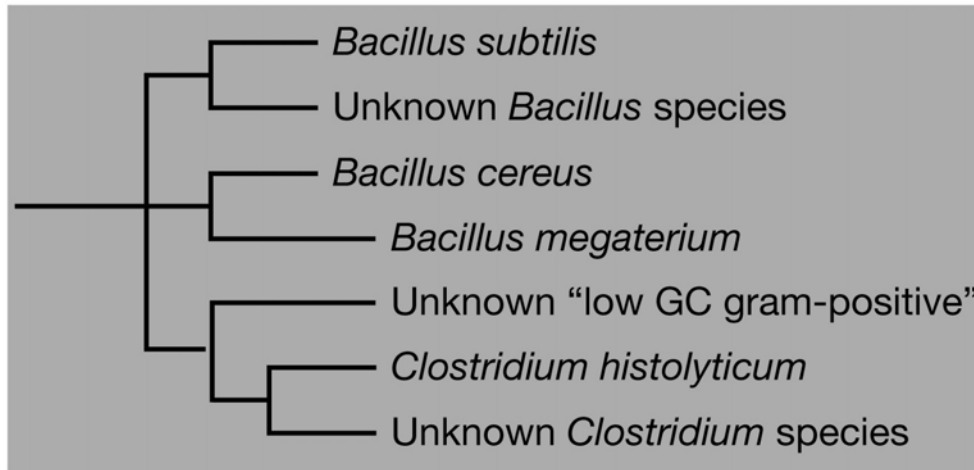 Bacillus subtilis
Unknown Bacillus species
Bacillus cereus
Bacillus megaterium
Unknown “low GC gram-positive”
Clostridium histolyticum
Unknown Clostridium species